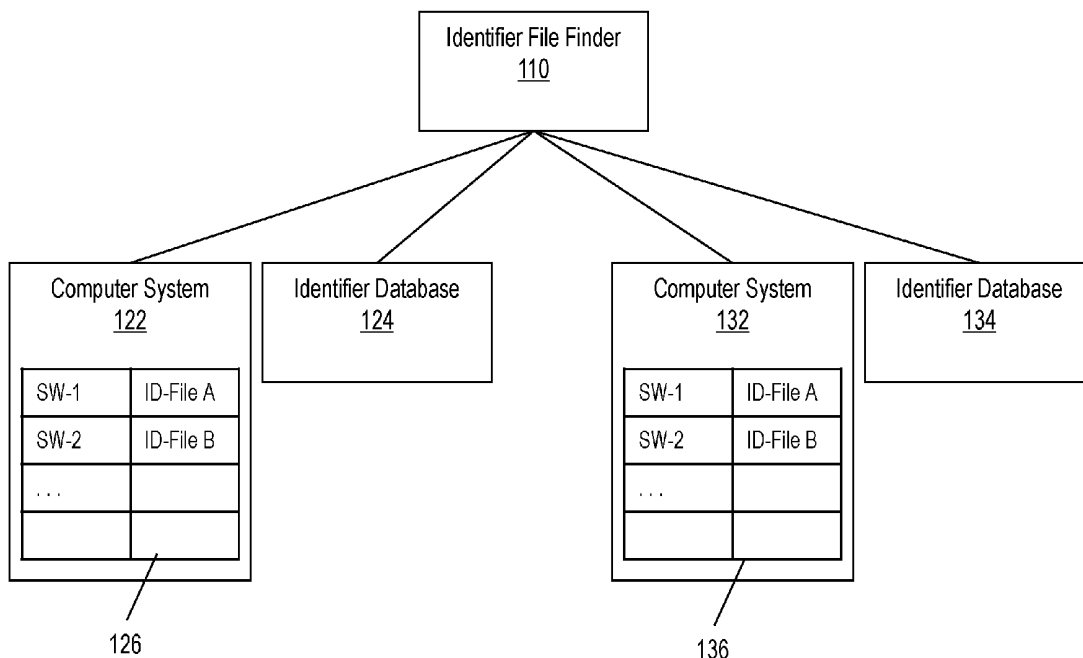 Identifier File Finder
110
Computer System
122
Identifier Database
124
Computer System
132
Identifier Database
134
SW-1 ID-File A
SW-2 ID-File B
. . .
SW-1 ID-File A
SW-2 ID-File B
. . .
126
136